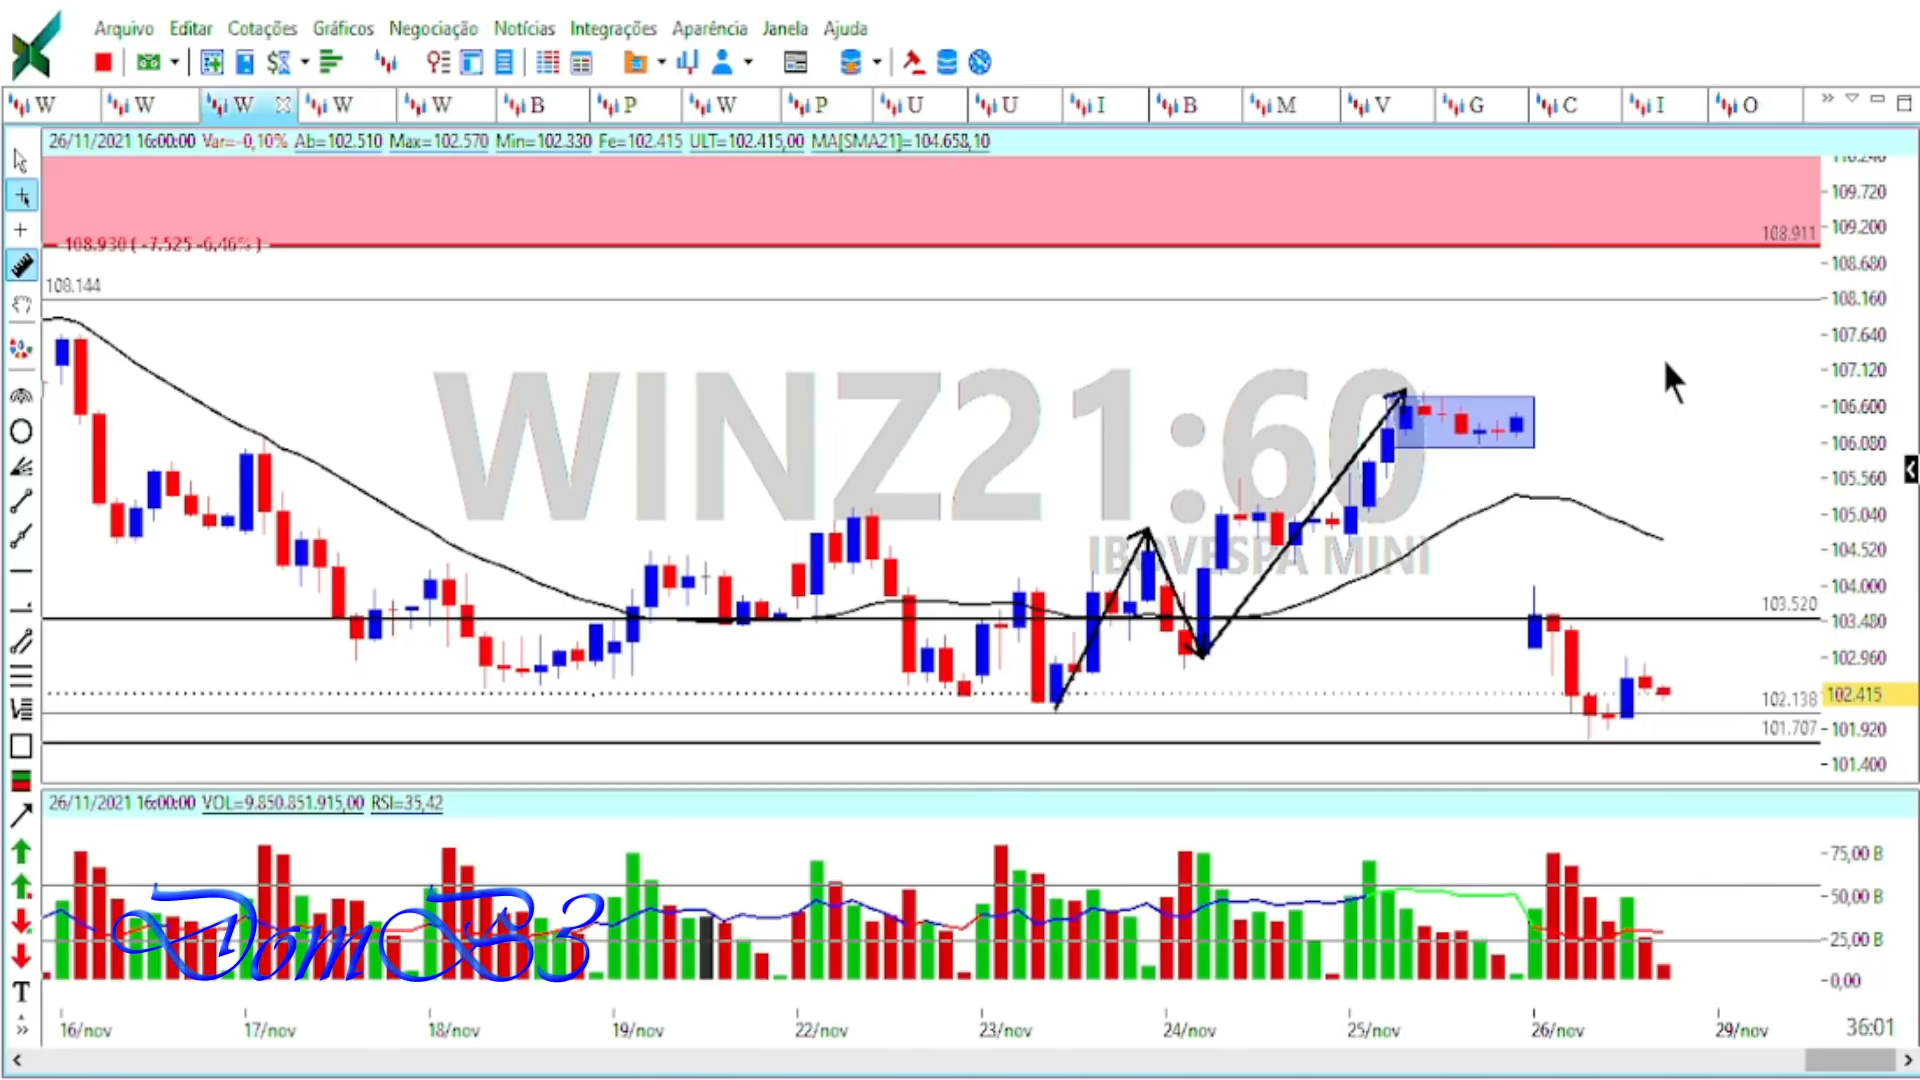 Arquivo Editar Cotações Gráficos Negociação Notícias Integrações Aparência Janela Ajuda
W W W W W B P W P U U I B M V G C I O
26/11/2021 16:00:00 Var=-0,10% Ab=102.510 Max=102.570 Min=102.330 Fe=102.415 ULT=102.415,00 MA[SMA21]=104.658,10
110.240
109.720
108.911
109.200
108.930 ( -7.525 -6,46% )
108.680
108.144
108.160
107.640
107.120
106.600
106.080
105.560
105.040
104.520
104.000
WINZ21:60
IBOVESPA MINI
103.520
103.480
102.960
102.138
102.415
101.707
101.920
101.400
26/11/2021 16:00:00 VOL=9.850.851.915,00 RSI=35,42
75,00 B
50,00 B
25,00 B
0,00
DomB3
16/nov 17/nov 18/nov 19/nov 22/nov 23/nov 24/nov 25/nov 26/nov 29/nov 36:01